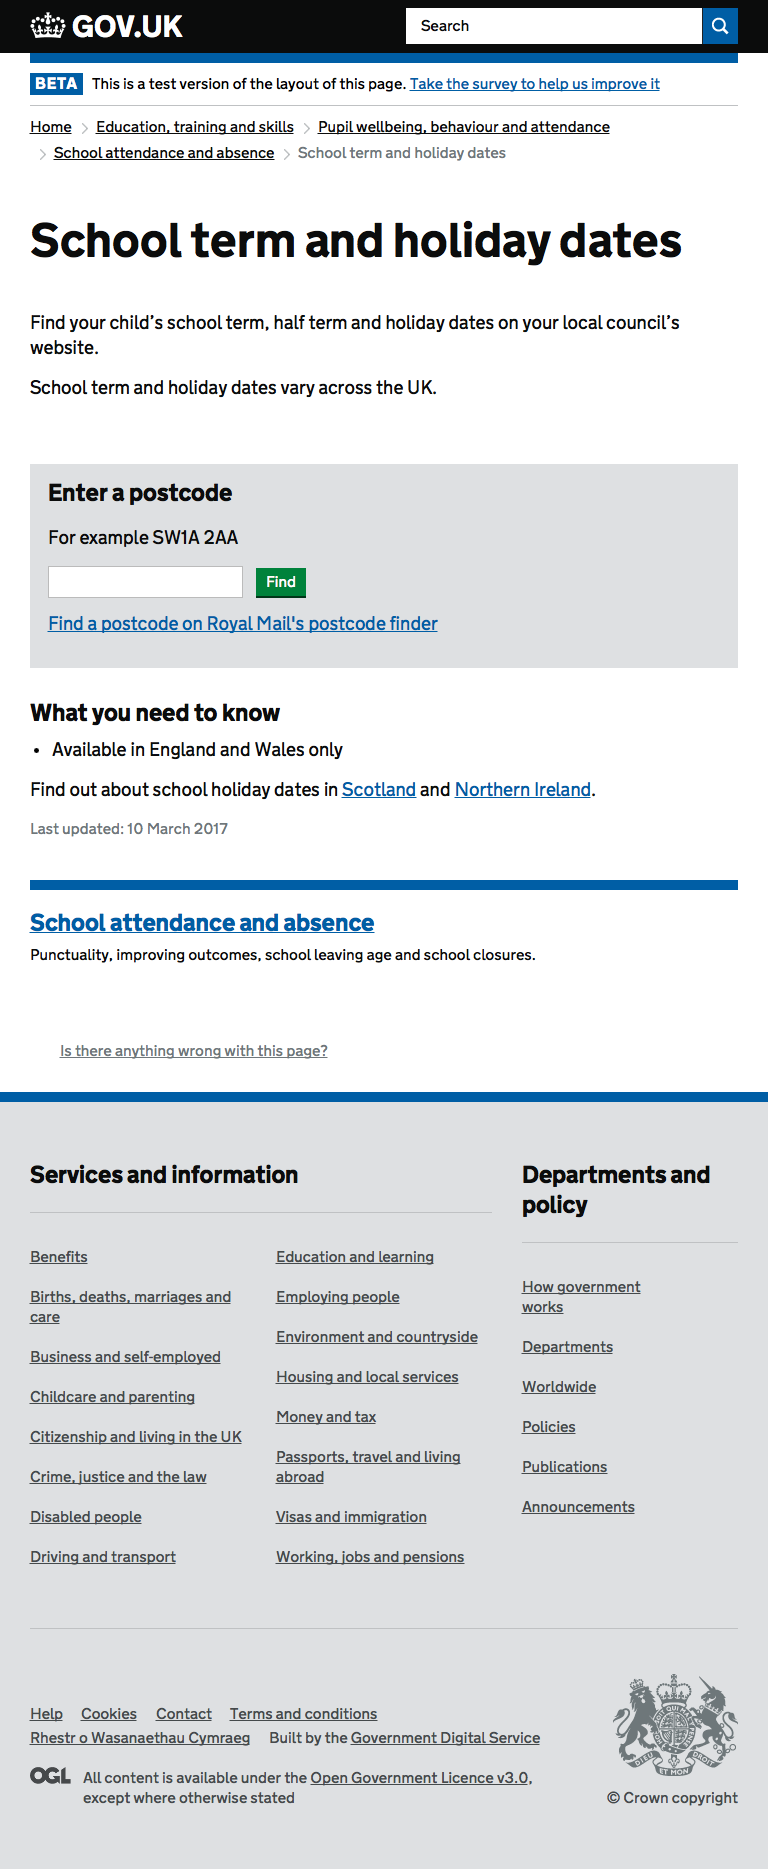 GOV.UK
Search
BETA This is a test version of the layout of this page. Take the survey to help us improve it
Home Education, training and skills Pupil wellbeing, behaviour and attendance
School attendance and absence School term and holiday dates
School term and holiday dates
Find your child's school term, half term and holiday dates on your local council's
website.
School term and holiday dates vary across the UK.
Enter a postcode
For example SW1A 2AA
Find
Find a postcode on Royal Mail's postcode finder
What you need to know
• Available in England and Wales only
Find out about school holiday dates in Scotland and Northern Ireland.
Last updated: 10 March 2017
School attendance and absence
Punctuality, improving outcomes, school leaving age and school closures.
Is there anything wrong with this page?
Services and information
Benefits
Births, deaths, marriages and
care
Business and self-employed
Childcare and parenting
Citizenship and living in the UK
Crime, justice and the law
Disabled people
Driving and transport
Education and learning
Employing people
Environment and countryside
Housing and local services
Money and tax
Passports, travel and living
abroad
Visas and immigration
Working, jobs and pensions
Departments and
policy
How government
works
Departments
Worldwide
Policies
Publications
Announcements
Help Cookies Contact Terms and conditions
Rhestr o Wasanaethau Cymraeg Built by the Government Digital Service
OGL All content is available under the Open Government Licence v3.0,
except where otherwise stated
DIEU ET MON DROIT
© Crown copyright